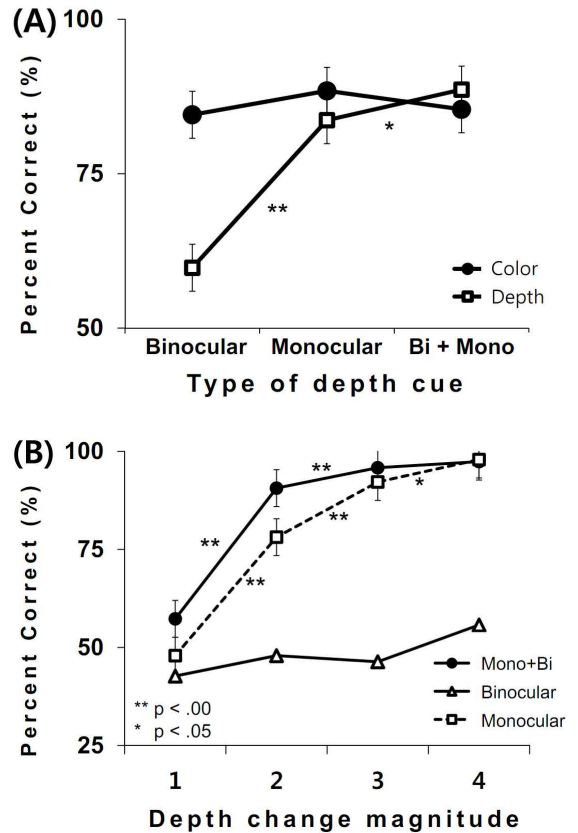 (A)
100
75
50
Percent Correct (%)
*
**
Color
Depth
Binocular Monocular Bi + Mono
Type of depth cue
(B)
100
75
50
25
Percent Correct (%)
**
**
**
**
*
Mono+Bi
Binocular
Monocular
** p < .00
* p < .05
1 2 3 4
Depth change magnitude